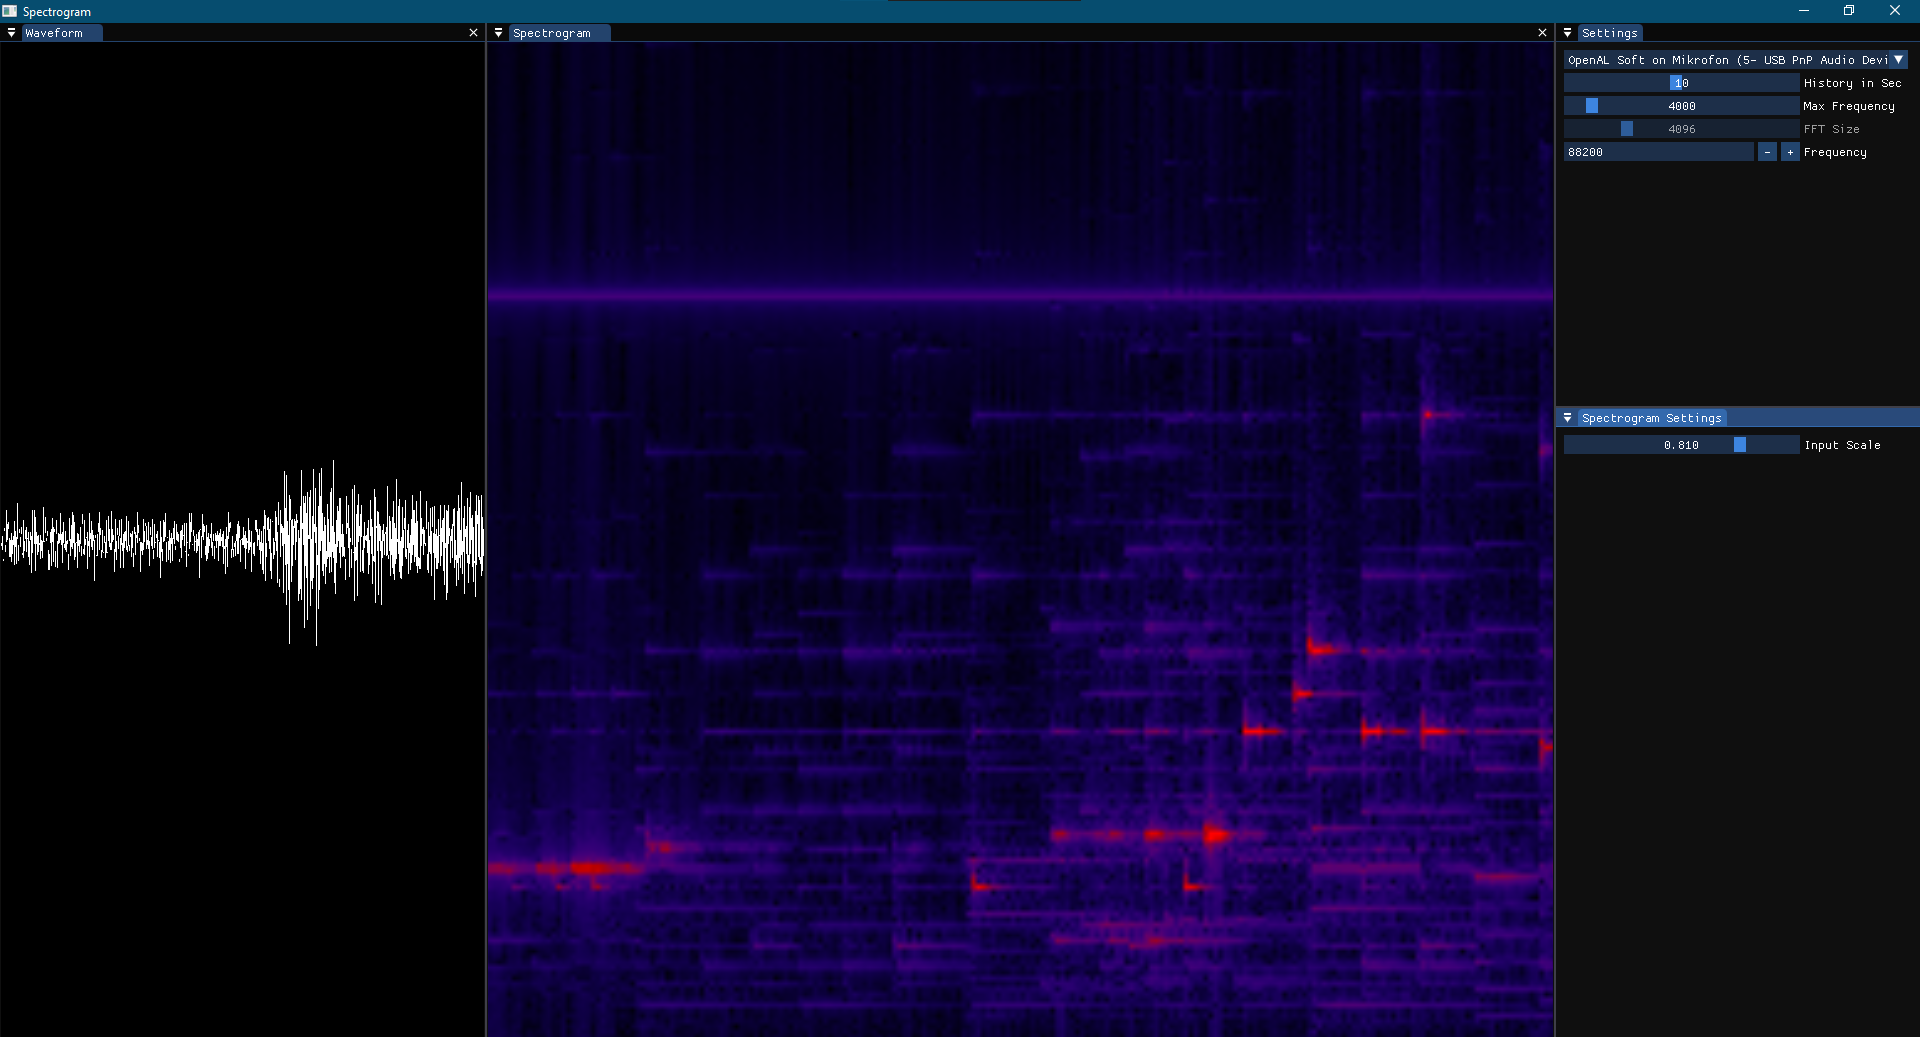 Spectrogram
Waveform
Spectrogram
Settings
OpenAL Soft on Mikrofon (5- USB PnP Audio Devi
10 History in Sec
4000 Max Frequency
4096 FFT Size
88200 - + Frequency
Spectrogram Settings
0.810 Input Scale